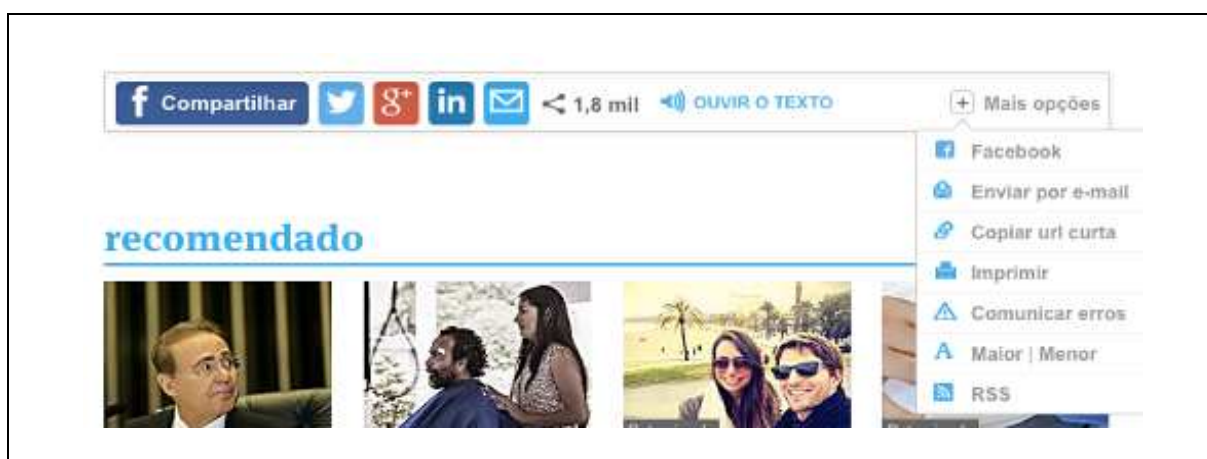 f Compartilhar g+ in 1,8 mil OUVIR O TEXTO + Mais opções
Facebook
Enviar por e-mail
Copiar url curta
Imprimir
Comunicar erros
A Maior | Menor
RSS
recomendado